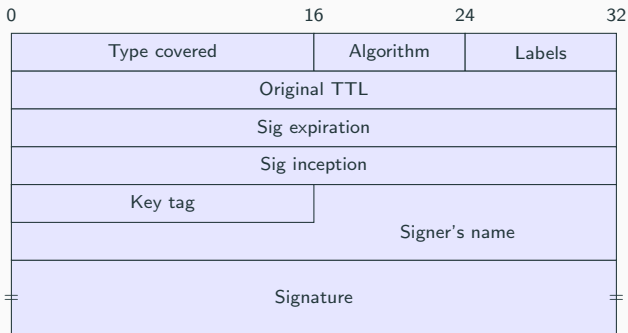 0 16 24 32
Type covered Algorithm Labels
Original TTL
Sig expiration
Sig inception
Key tag
Signer's name
Signature